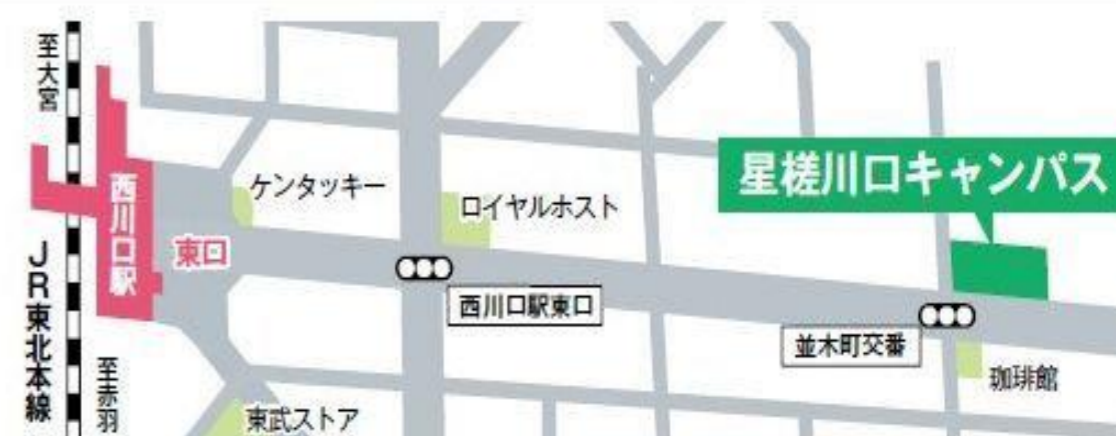 至大宮
西川口駅
東口
JR東北本線
至赤羽
ケンタッキー
ロイヤルホスト
星槎川口キャンパス
西川口駅東口
並木町交番
珈琲館
東武ストア